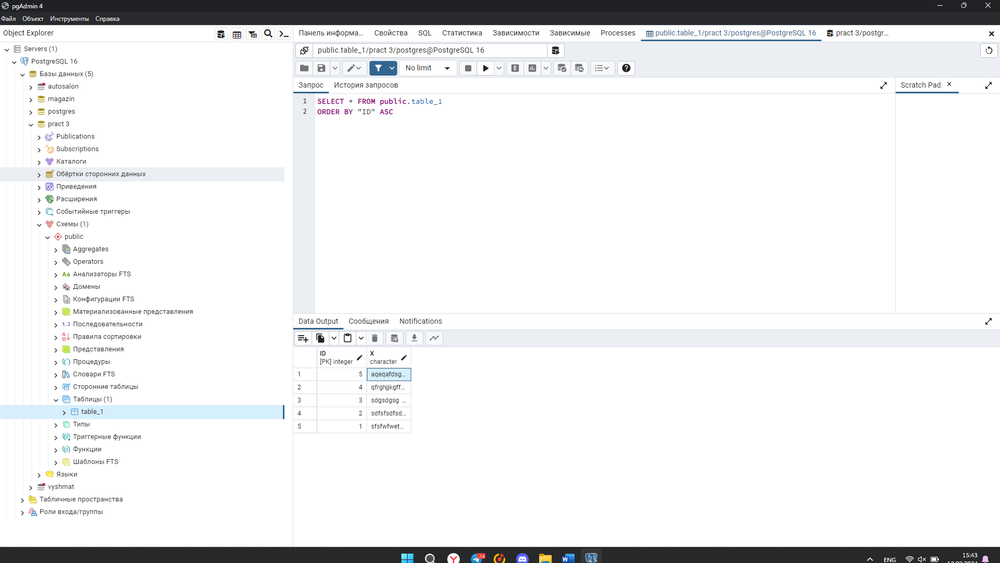 pgAdmin 4
Файл Объект Инструменты Справка
Object Explorer
Servers (1)
PostgreSQL 16
Базы данных (5)
autosalon
magazin
postgres
pract 3
Publications
Subscriptions
Каталоги
Обёртки сторонних данных
Приведения
Расширения
Событийные триггеры
Схемы (1)
public
Aggregates
Operators
Aa Анализаторы FTS
Домены
Конфигурации FTS
Материализованные представления
1..3 Последовательности
Правила сортировки
Представления
Процедуры
Словари FTS
Сторонние таблицы
Таблицы (1)
table_1
Типы
Триггерные функции
Функции
Шаблоны FTS
Языки
vyshmat
Табличные пространства
Роли входа/группы
Панель информа... Свойства SQL Статистика Зависимости Зависимые Processes public.table_1/pract 3/postgres@PostgreSQL 16 pract 3/postgr...
public.table_1/pract 3/postgres@PostgreSQL 16
No limit E
Запрос История запросов Scratch Pad
1 SELECT * FROM public.table_1
2 ORDER BY "ID" ASC
Data Output Сообщения Notifications
ID X
[PK] integer character
1 5 aqeqafdsg...
2 4 qfrghjjkgff...
3 3 sdgsdgsg ...
4 2 sdfsfsdfsd...
5 1 sfsfwfwet...
14
ENG
15:43